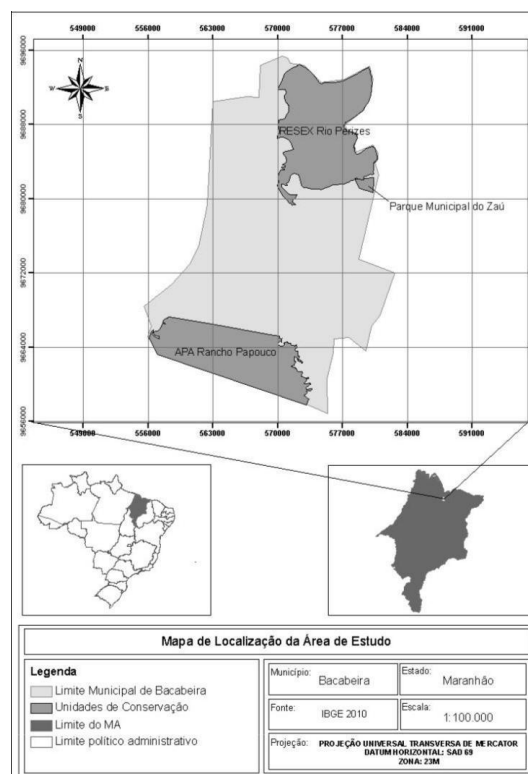 549000 556000 563000 570000 577000 584000 591000
9696000
N
W E
S
9688000
RESEX Rio Perizes
9680000
Parque Municipal do Zaú
9672000
9664000
APA Rancho Papouco
9656000
549000 556000 563000 570000 577000 584000 591000
Mapa de Localização da Área de Estudo
Legenda
Limite Municipal de Bacabeira
Unidades de Conservação
Limite do MA
Limite político administrativo
Município: Bacabeira
Estado: Maranhão
Fonte: IBGE 2010
Escala: 1:100.000
Projeção: PROJEÇÃO UNIVERSAL TRANSVERSA DE MERCATOR
DATUM HORIZONTAL: SAD 69
ZONA: 23M